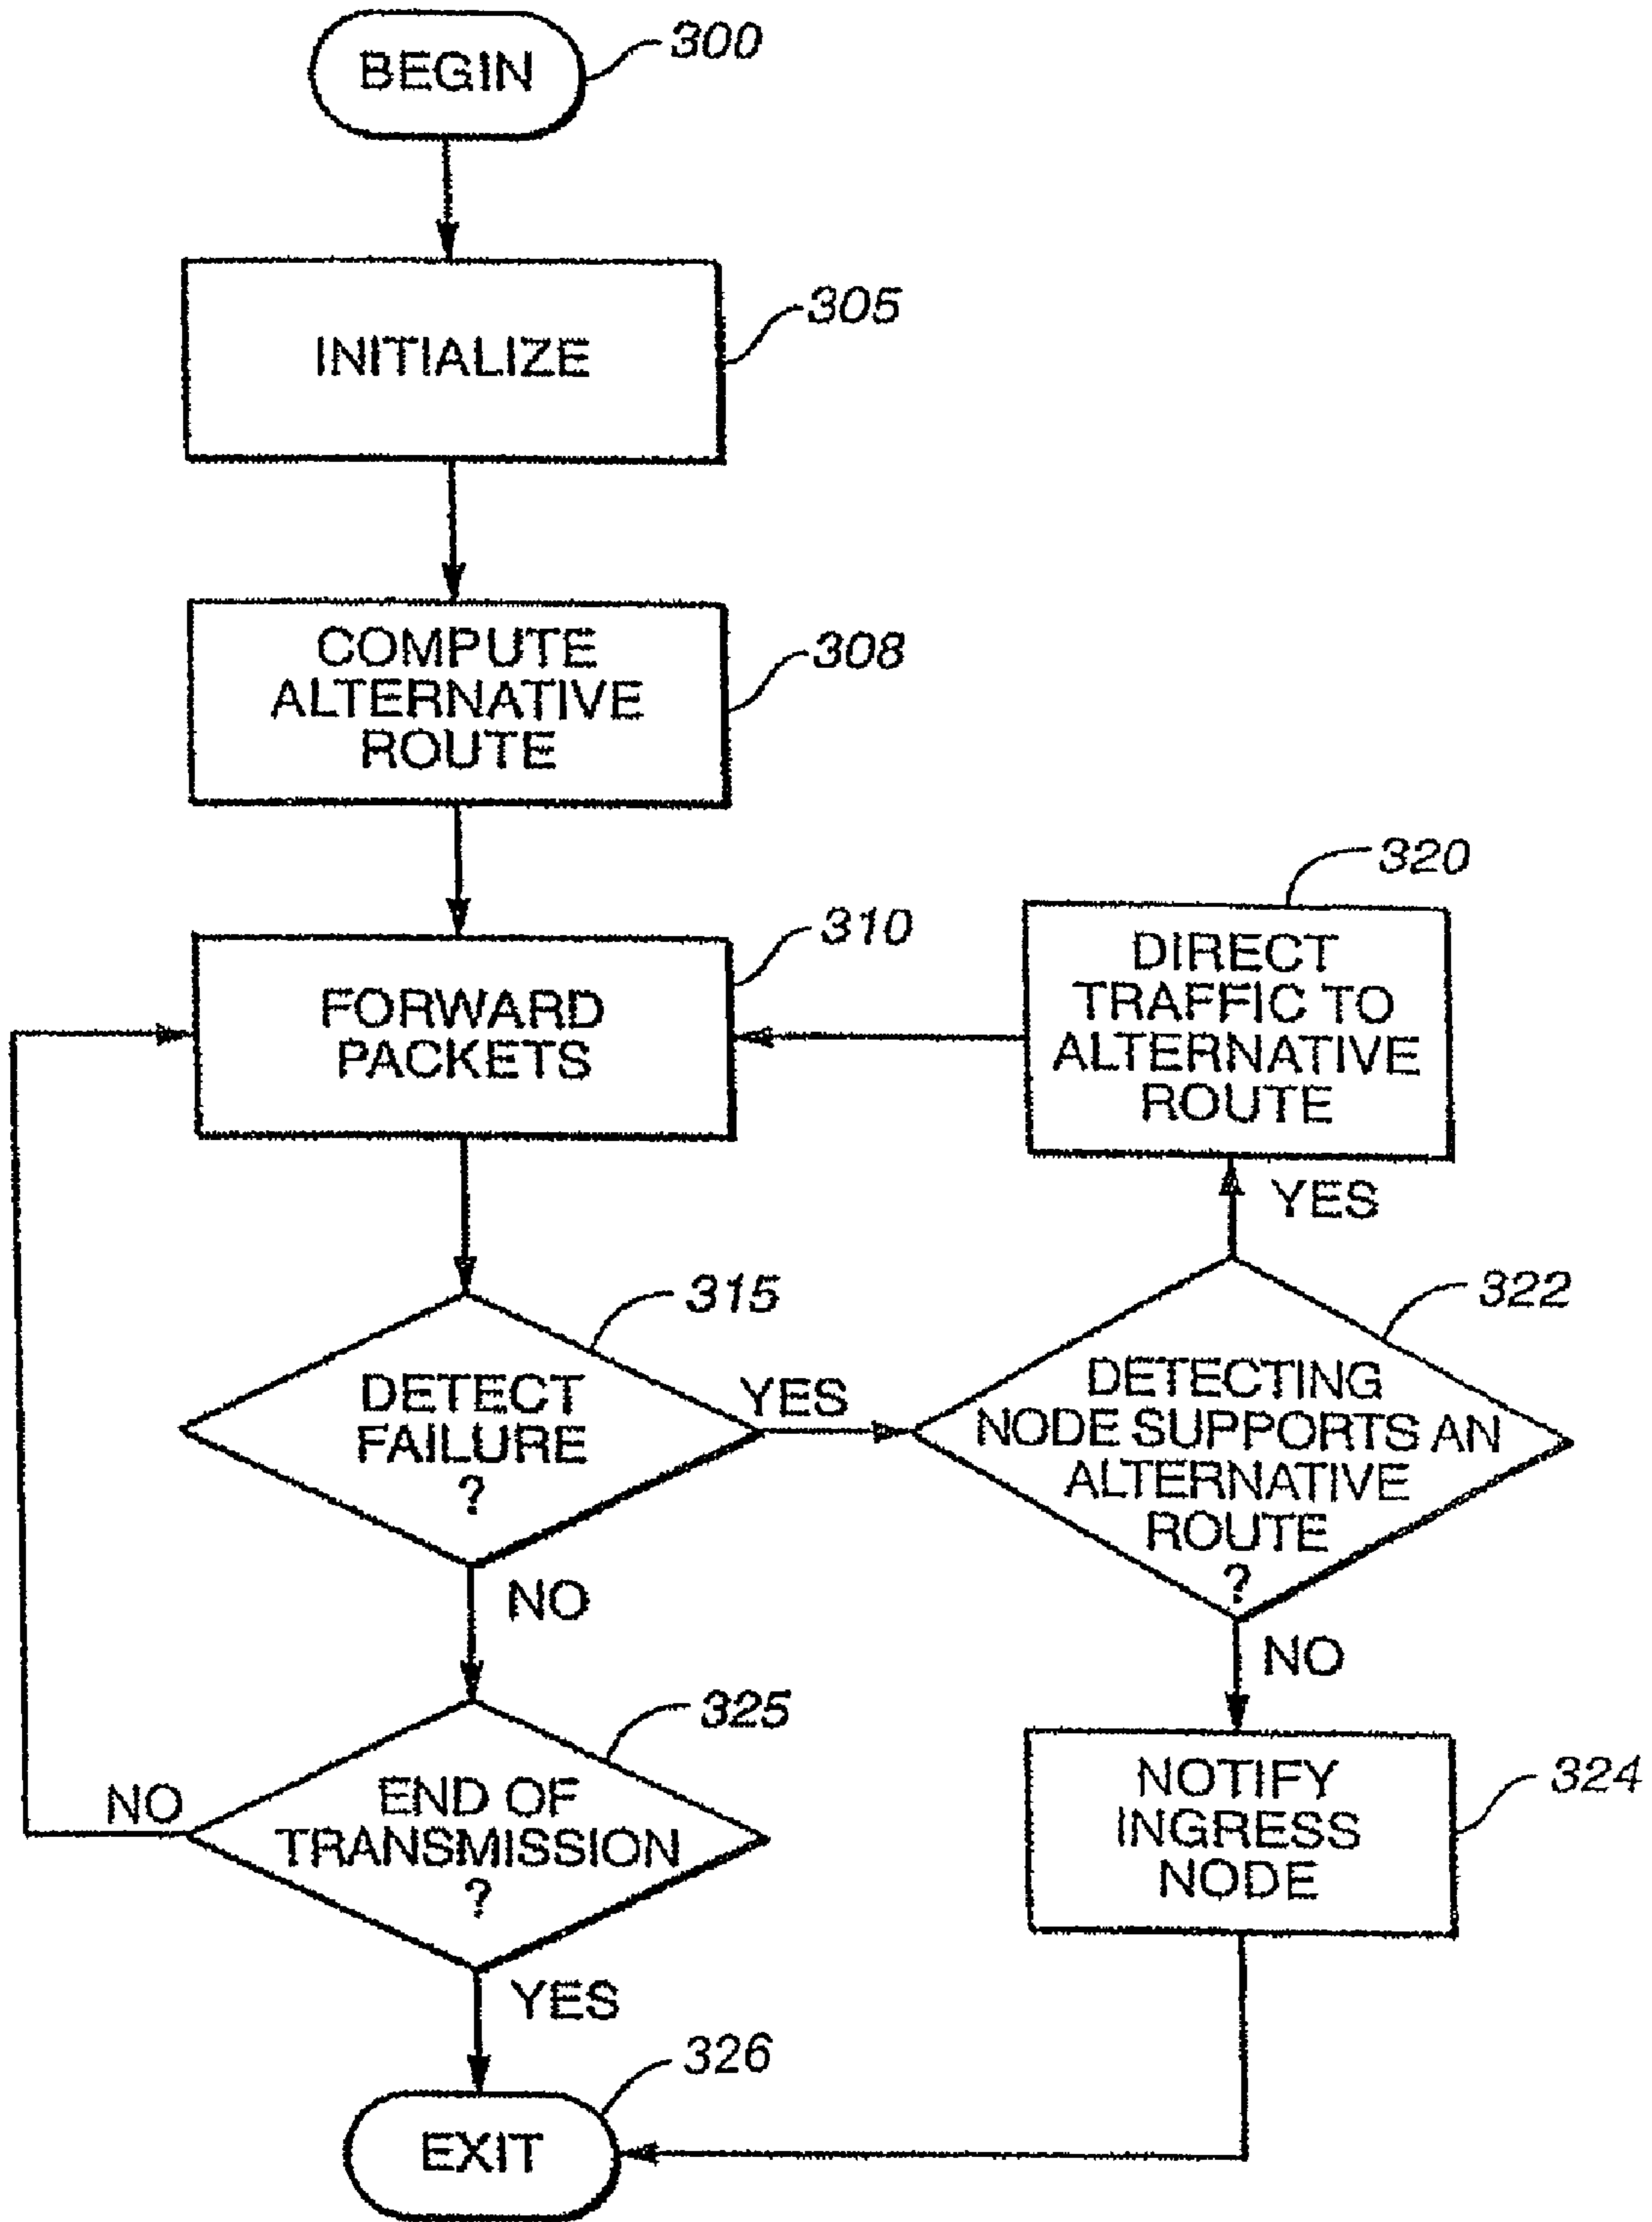 BEGIN
300
INITIALIZE
305
COMPUTE
ALTERNATIVE
ROUTE
308
FORWARD
PACKETS
310
DIRECT
TRAFFIC TO
ALTERNATIVE
ROUTE
320
YES
DETECT
FAILURE
?
315
YES
DETECTING
NODE SUPPORTS AN
ALTERNATIVE
ROUTE
?
322
NO
NO
END OF
TRANSMISSION
?
325
NO
NOTIFY
INGRESS
NODE
324
YES
EXIT
326